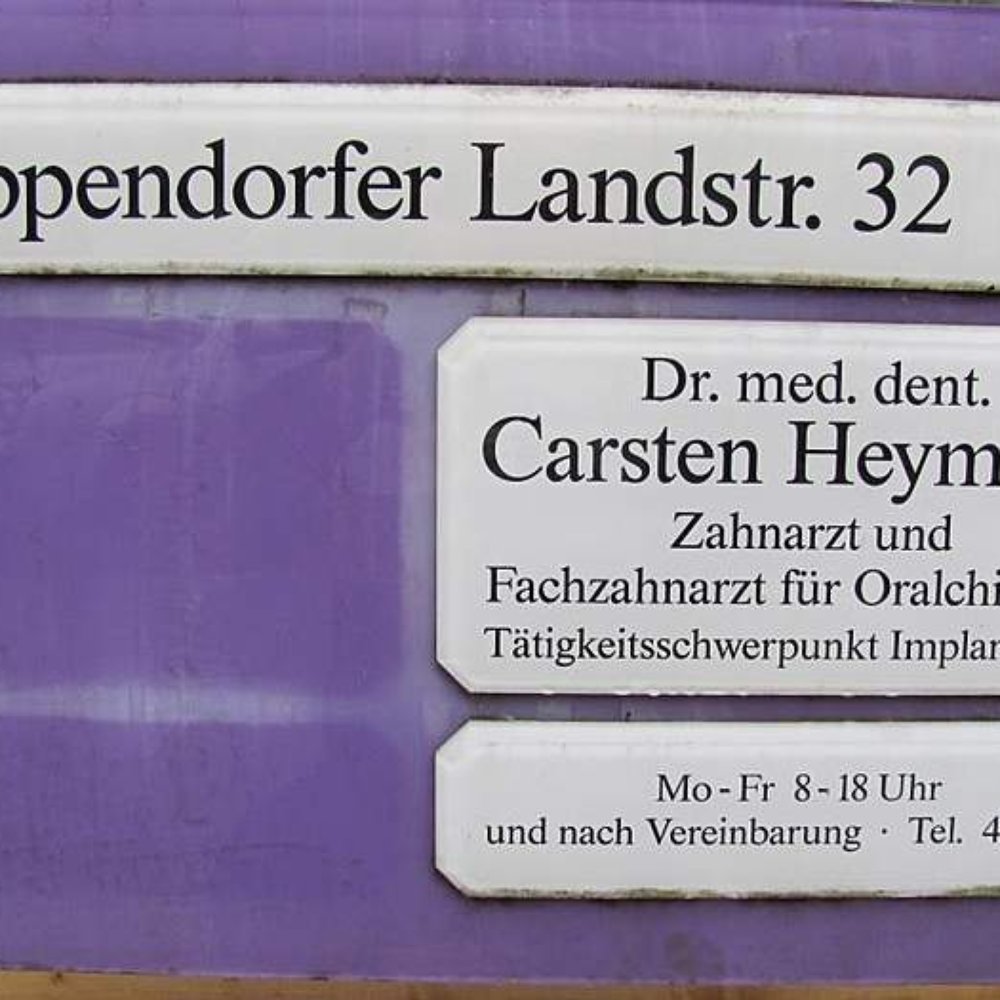 ppendorfer Landstr. 32
Dr. med. dent.
Carsten Heym
Zahnarzt und
Fachzahnarzt für Oralchi
Tätigkeitsschwerpunkt Implan
Mo - Fr 8 - 18 Uhr
und nach Vereinbarung · Tel. 4